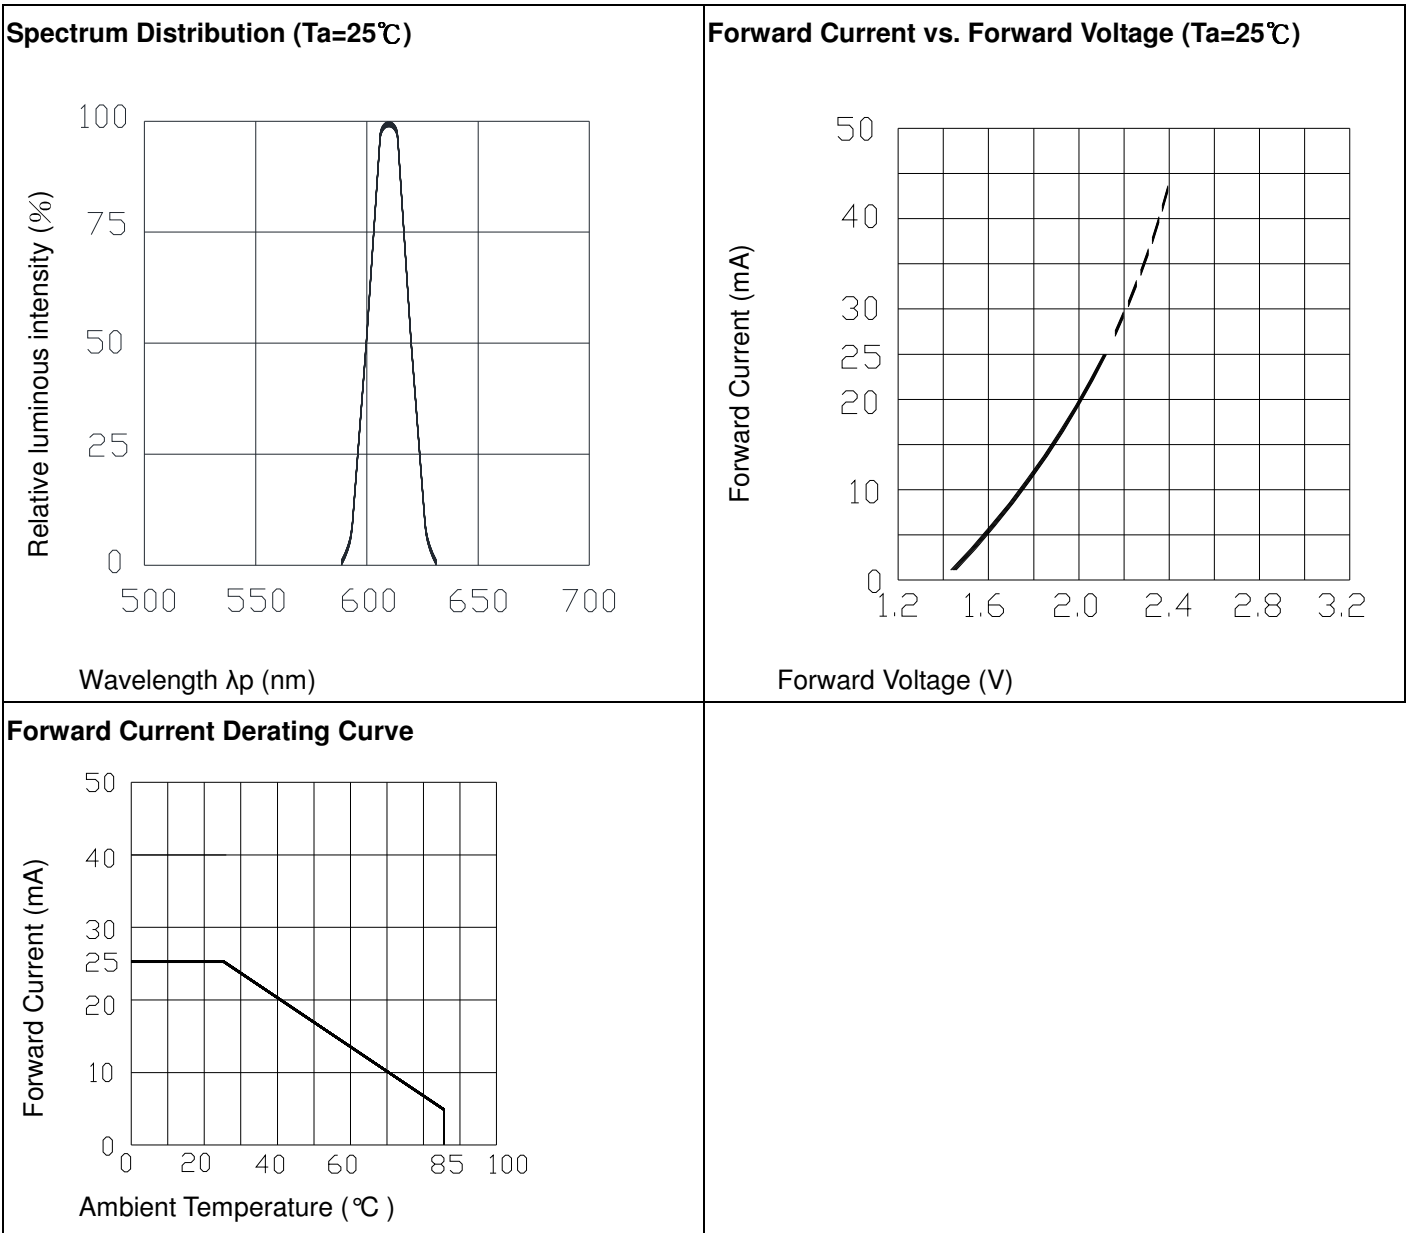 Spectrum Distribution (Ta=25℃)
Relative luminous intensity (%)
100
75
50
25
0
500 550 600 650 700
Wavelength λp (nm)
Forward Current vs. Forward Voltage (Ta=25℃)
Forward Current (mA)
50
40
30
25
20
10
0
1.2 1.6 2.0 2.4 2.8 3.2
Forward Voltage (V)
Forward Current Derating Curve
Forward Current (mA)
50
40
30
25
20
10
0
0 20 40 60 85 100
Ambient Temperature (℃ )